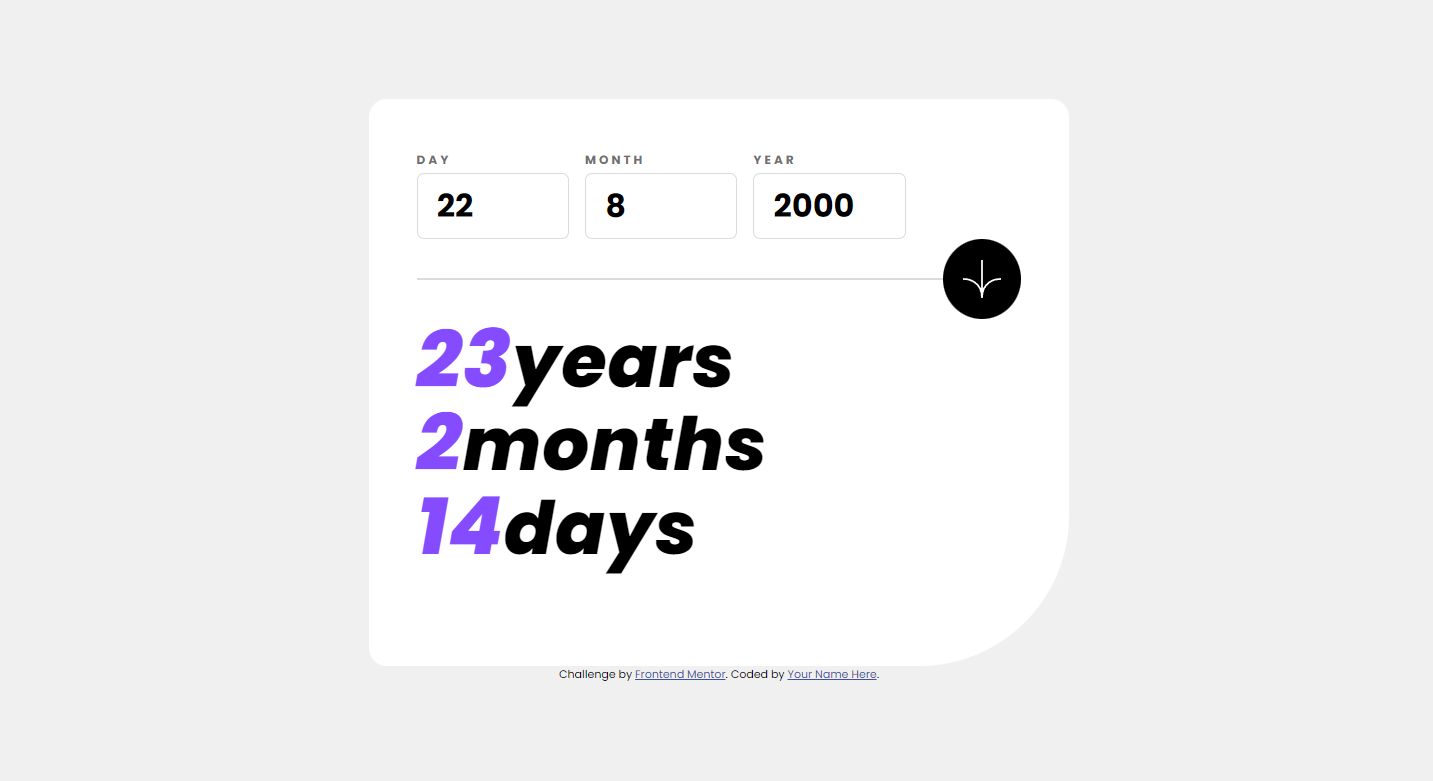 DAY MONTH YEAR
22 8 2000
23years
2months
14days
Challenge by Frontend Mentor. Coded by Your Name Here.